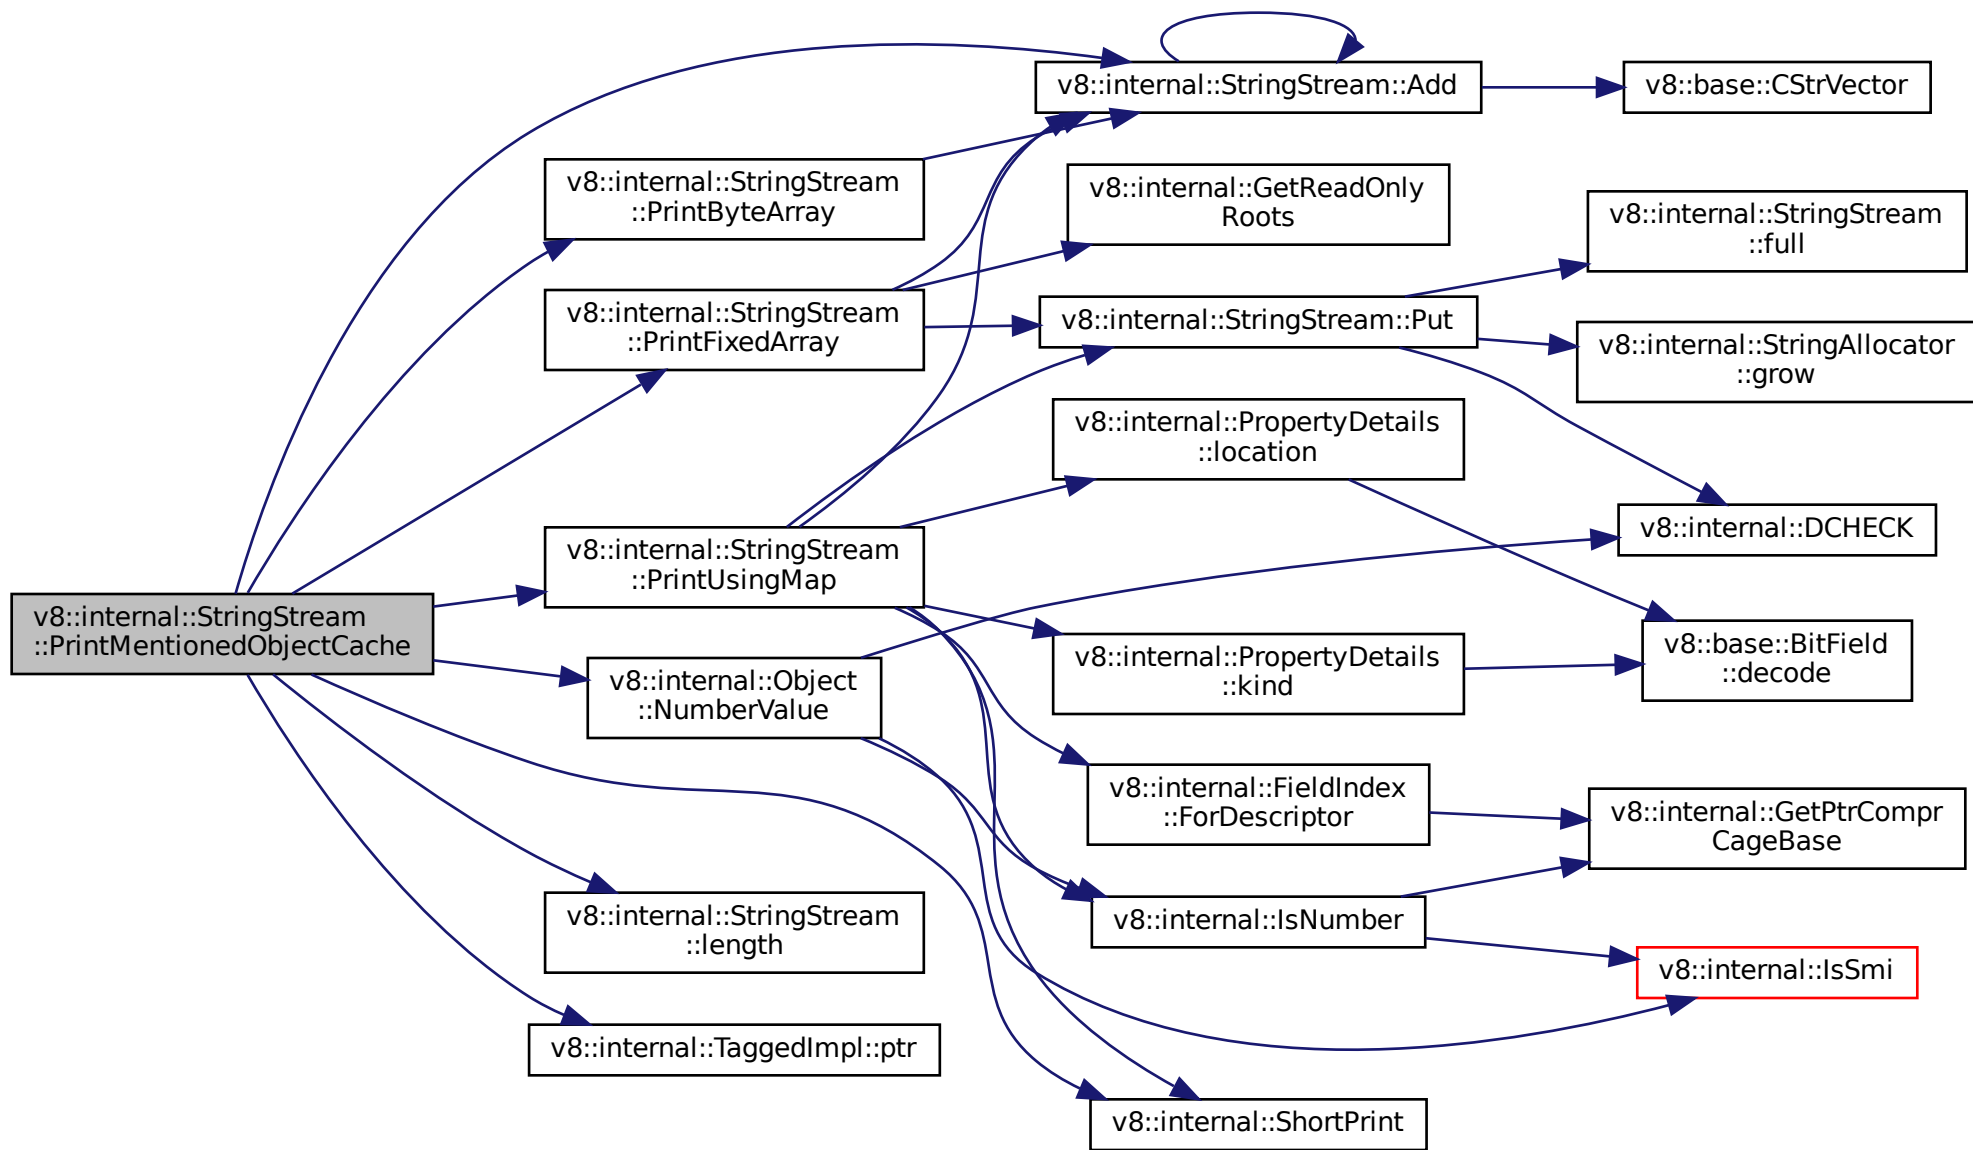 v8::internal::StringStream
::PrintMentionedObjectCache
v8::internal::StringStream
::PrintByteArray
v8::internal::StringStream
::PrintFixedArray
v8::internal::StringStream
::PrintUsingMap
v8::internal::Object
::NumberValue
v8::internal::StringStream
::length
v8::internal::TaggedImpl::ptr
v8::internal::StringStream::Add
v8::internal::GetReadOnly
Roots
v8::internal::StringStream::Put
v8::internal::PropertyDetails
::location
v8::internal::PropertyDetails
::kind
v8::internal::FieldIndex
::ForDescriptor
v8::internal::IsNumber
v8::internal::ShortPrint
v8::base::CStrVector
v8::internal::StringStream
::full
v8::internal::StringAllocator
::grow
v8::internal::DCHECK
v8::base::BitField
::decode
v8::internal::GetPtrCompr
CageBase
v8::internal::IsSmi